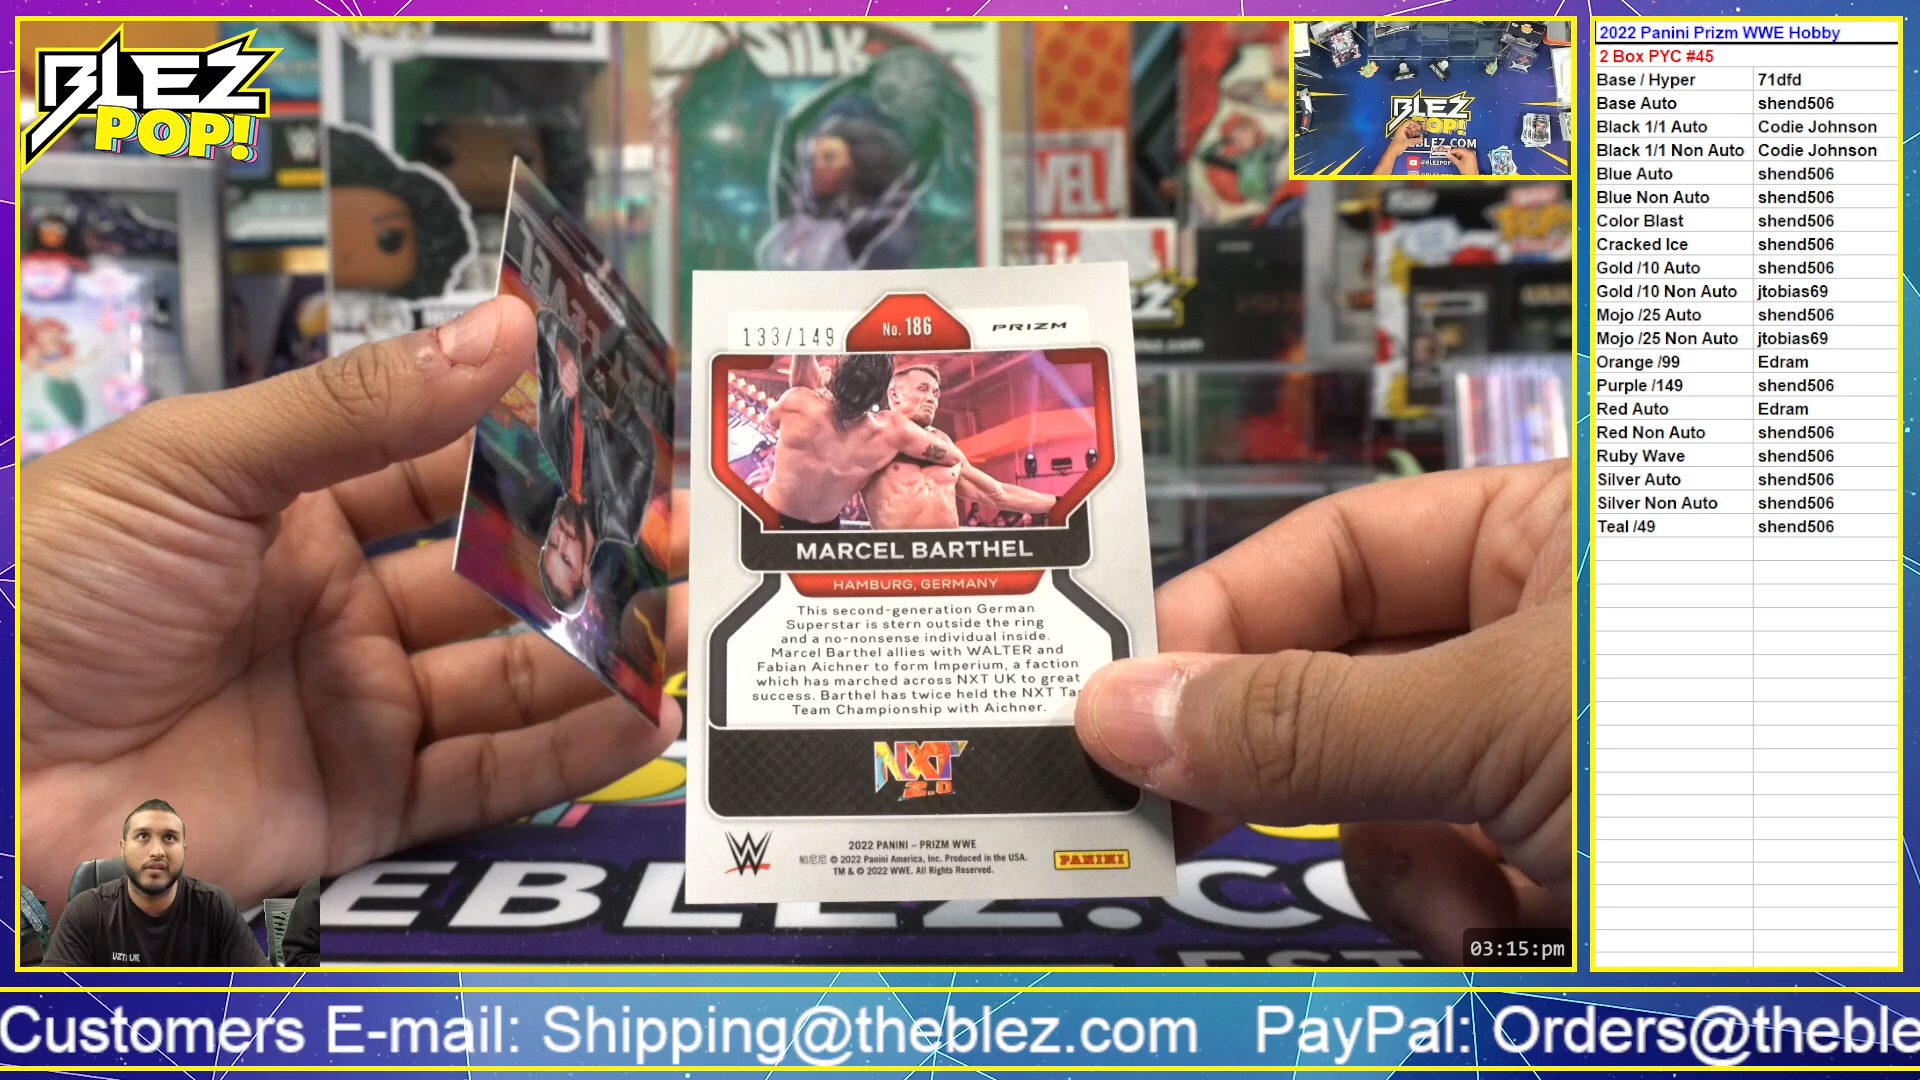 BLEZ
POP!
SILK
133/149
No. 186
PRIZM
MARCEL BARTHEL
HAMBURG, GERMANY
This second-generation German
Superstar is stern outside the ring
and a no-nonsense individual inside.
Marcel Barthel allies with WALTER and
Fabian Aichner to form Imperium, a faction
which has marched across NXT UK to great
success. Barthel has twice held the NXT Ta
Team Championship with Aichner.
NXT
2.0
W
2022 PANINI – PRIZM WWE
帕尼尼 © 2022 Panini America, Inc. Produced in the USA.
TM & © 2022 WWE. All Rights Reserved.
PANINI
EBLEZ.CO
03:15:pm
BLEZ
POP!
2022 Panini Prizm WWE Hobby
2 Box PYC #45
Base / Hyper 71dfd
Base Auto shend506
Black 1/1 Auto Codie Johnson
Black 1/1 Non Auto Codie Johnson
Blue Auto shend506
Blue Non Auto shend506
Color Blast shend506
Cracked Ice shend506
Gold /10 Auto shend506
Gold /10 Non Auto jtobias69
Mojo /25 Auto shend506
Mojo /25 Non Auto jtobias69
Orange /99 Edram
Purple /149 shend506
Red Auto Edram
Red Non Auto shend506
Ruby Wave shend506
Silver Auto shend506
Silver Non Auto shend506
Teal /49 shend506
Customers E-mail: Shipping@theblez.com PayPal: Orders@theble